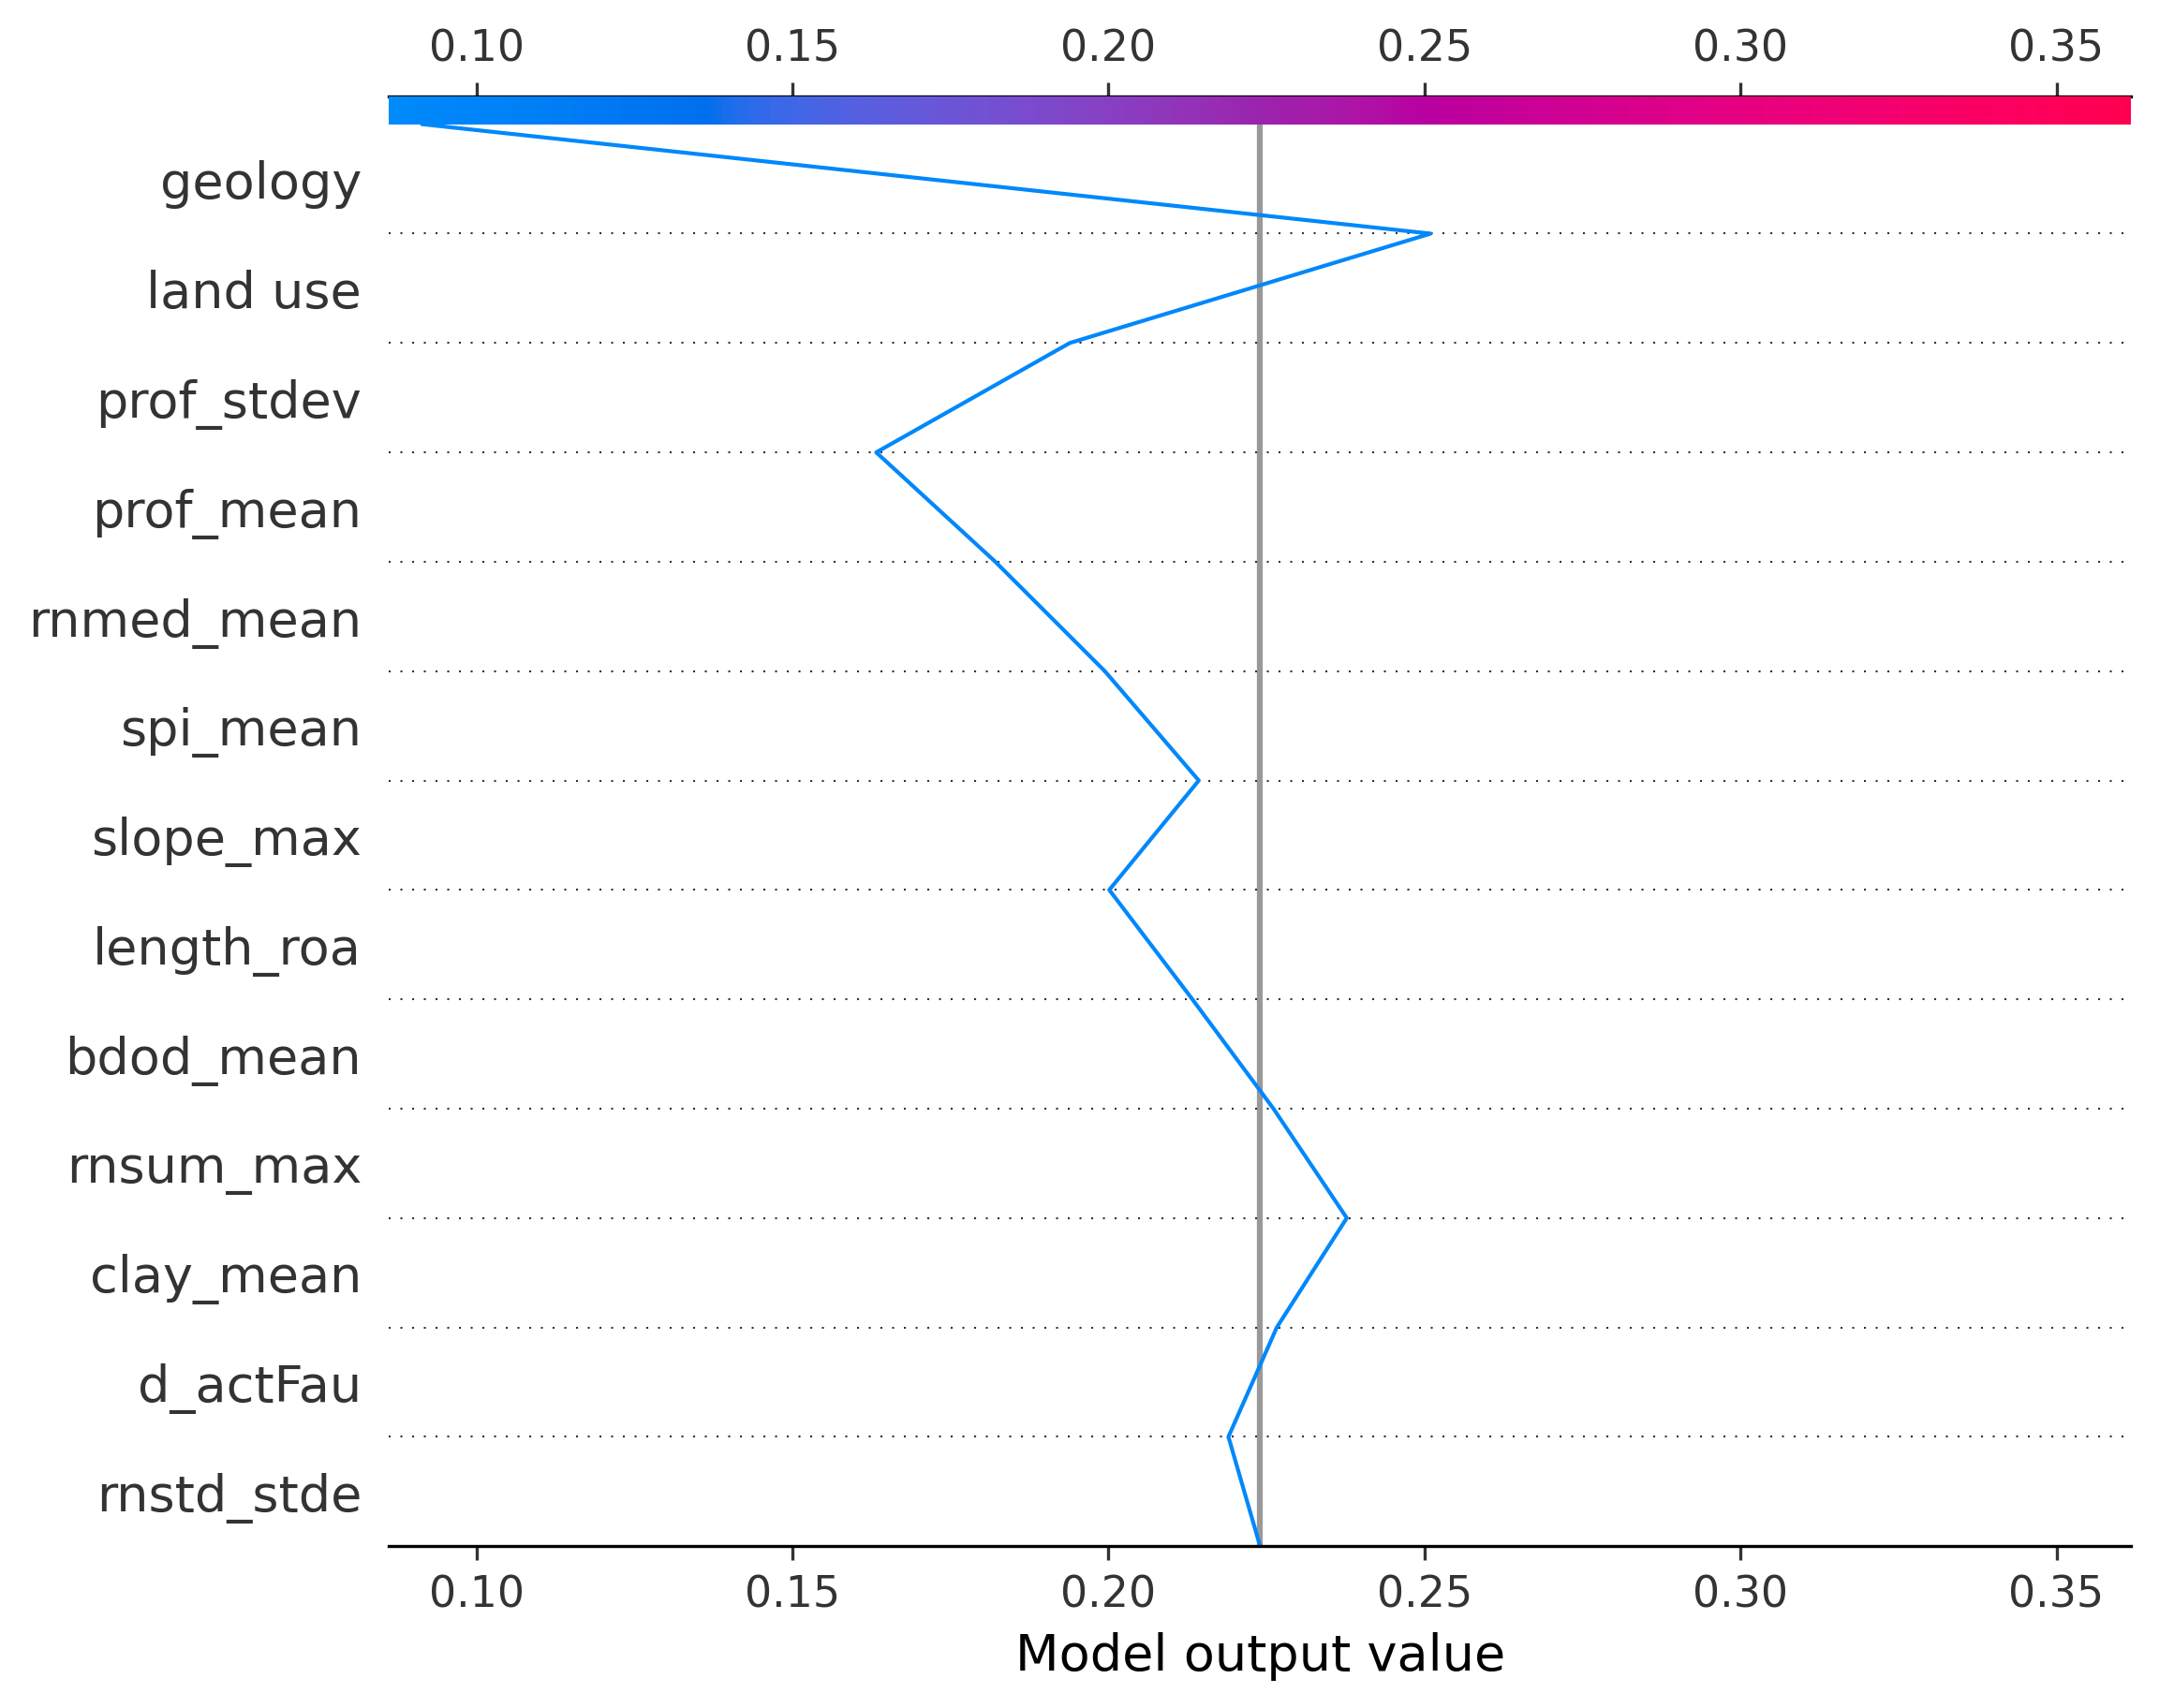 0.10 0.15 0.20 0.25 0.30 0.35
geology
land use
prof_stdev
prof_mean
rnmed_mean
spi_mean
slope_max
length_roa
bdod_mean
rnsum_max
clay_mean
d_actFau
rnstd_stde
0.10 0.15 0.20 0.25 0.30 0.35
Model output value